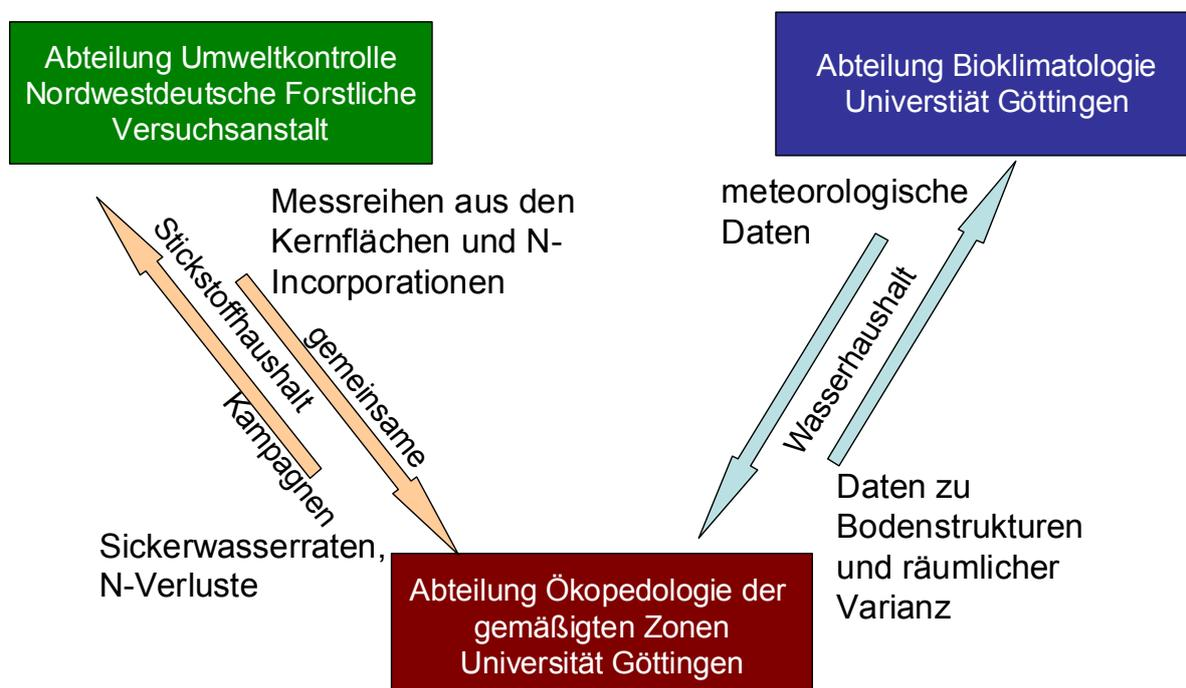 Abteilung Umweltkontrolle
Nordwestdeutsche Forstliche
Versuchsanstalt
Abteilung Bioklimatologie
Universtiät Göttingen
Messreihen aus den
Kernflächen und N-
Incorporationen
meteorologische
Daten
Stickstoffhaushalt
gemeinsame
Kampagnen
Wasserhaushalt
Sickerwasserraten,
N-Verluste
Daten zu
Bodenstrukturen
und räumlicher
Varianz
Abteilung Ökopedologie der
gemäßigten Zonen
Universität Göttingen